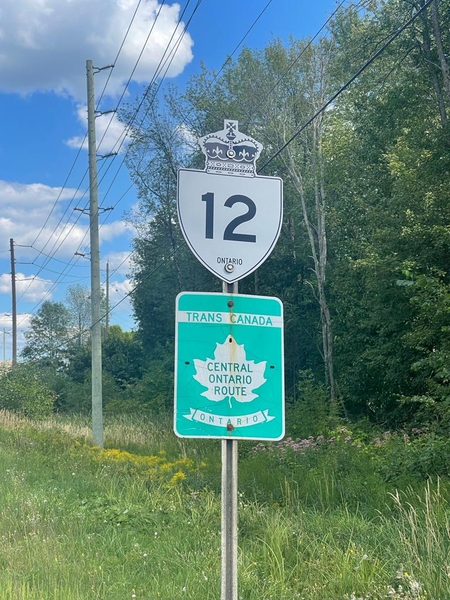 12
ONTARIO
TRANS CANADA
CENTRAL
ONTARIO
ROUTE
ONTARIO